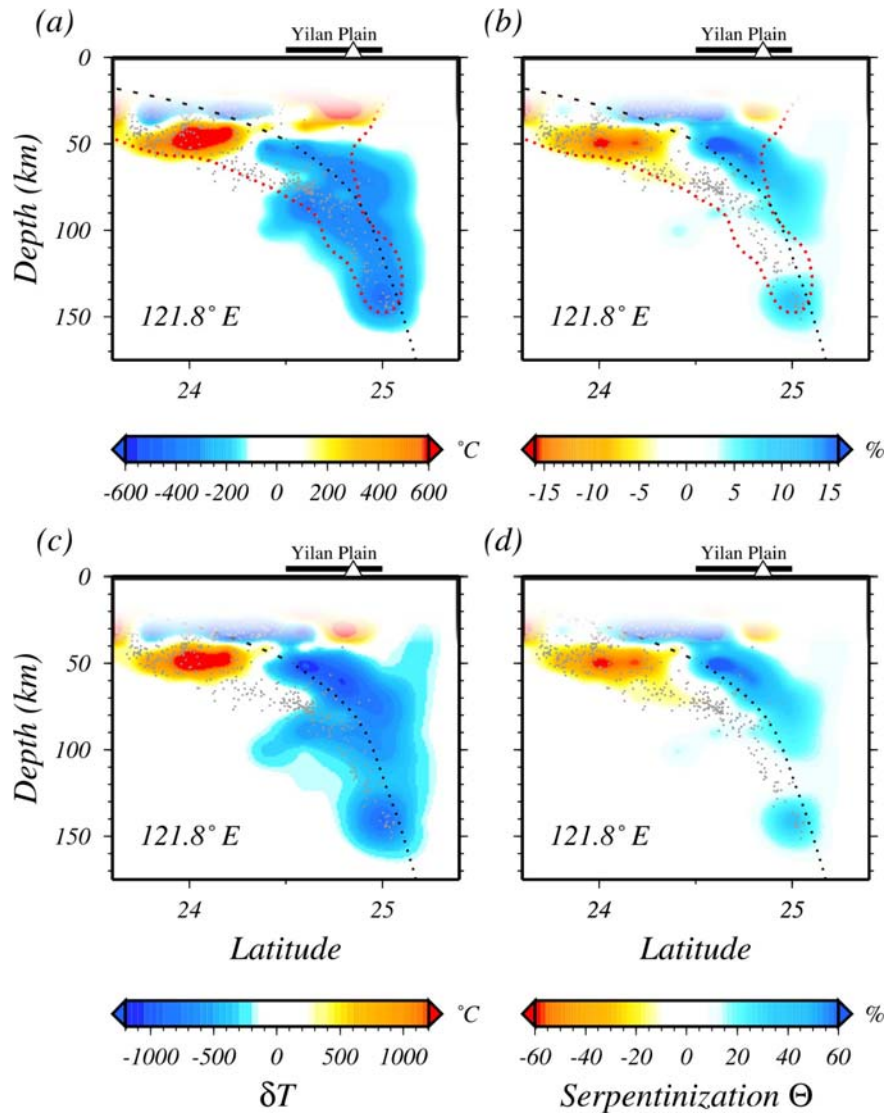 (a)
(b)
Yilan Plain
Yilan Plain
0
50
100
150
Depth (km)
121.8° E
121.8° E
24
25
24
25
°C
%
-600 -400 -200 0 200 400 600
-15 -10 -5 0 5 10 15
(c)
(d)
Yilan Plain
Yilan Plain
0
50
100
150
Depth (km)
121.8° E
121.8° E
24
25
24
25
Latitude
Latitude
°C
%
-1000 -500 0 500 1000
-60 -40 -20 0 20 40 60
δT
Serpentinization Θ